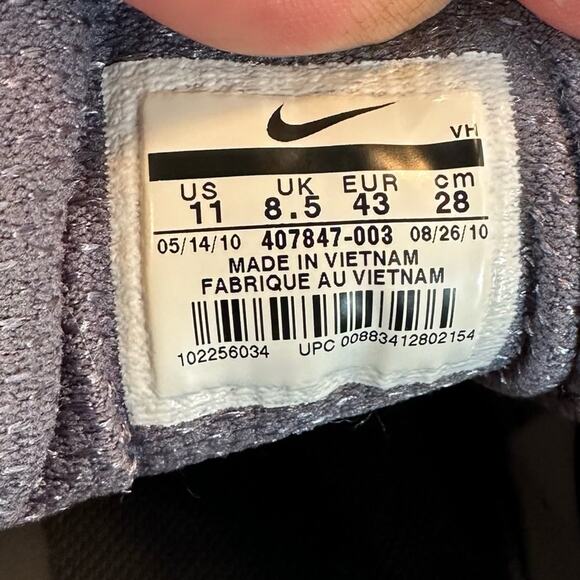 VH
US UK EUR cm
11 8.5 43 28
05/14/10 407847-003 08/26/10
MADE IN VIETNAM
FABRIQUE AU VIETNAM
102256034 UPC 00883412802154